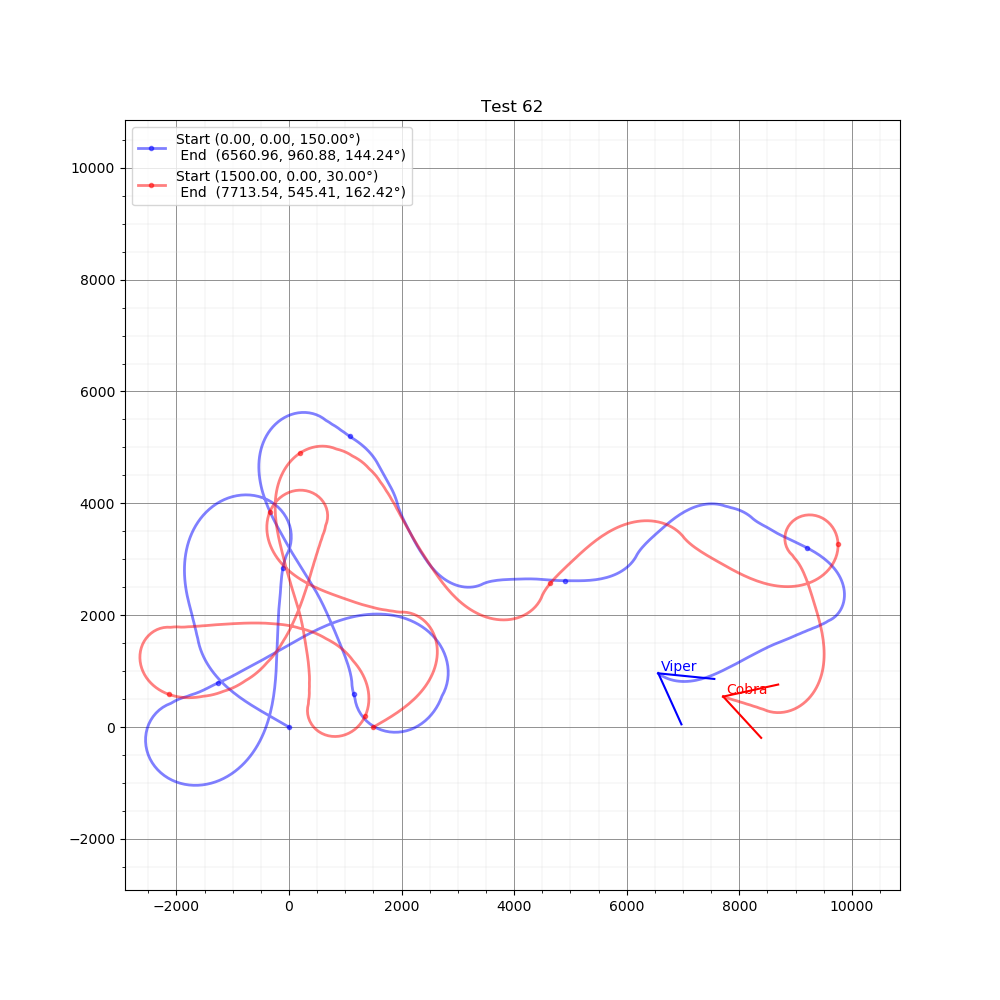 Test 62
Start (0.00, 0.00, 150.00°)
End (6560.96, 960.88, 144.24°)
Start (1500.00, 0.00, 30.00°)
End (7713.54, 545.41, 162.42°)
10000
8000
6000
4000
2000
0
−2000
Viper
Cobra
−2000 0 2000 4000 6000 8000 10000